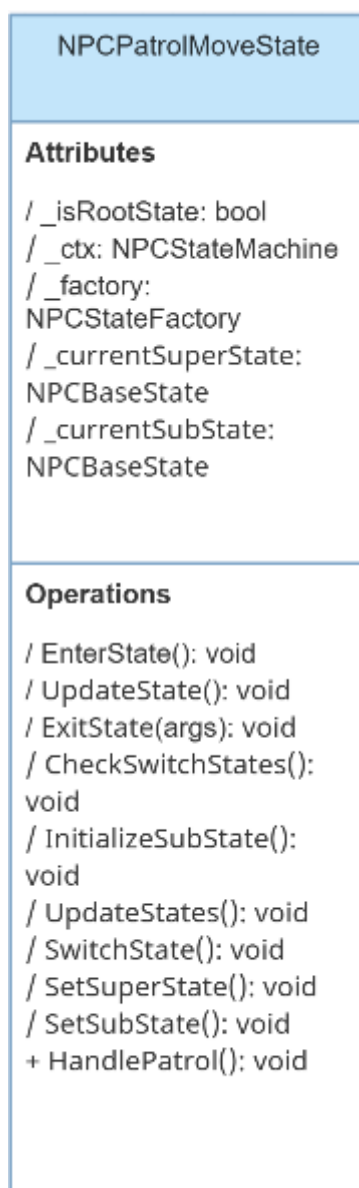 NPCPatrolMoveState
Attributes
/ _isRootState: bool
/ _ctx: NPCStateMachine
/ _factory:
NPCStateFactory
/ _currentSuperState:
NPCBaseState
/ _currentSubState:
NPCBaseState
Operations
/ EnterState(): void
/ UpdateState(): void
/ ExitState(args): void
/ CheckSwitchStates():
void
/ InitializeSubState():
void
/ UpdateStates(): void
/ SwitchState(): void
/ SetSuperState(): void
/ SetSubState(): void
+ HandlePatrol(): void